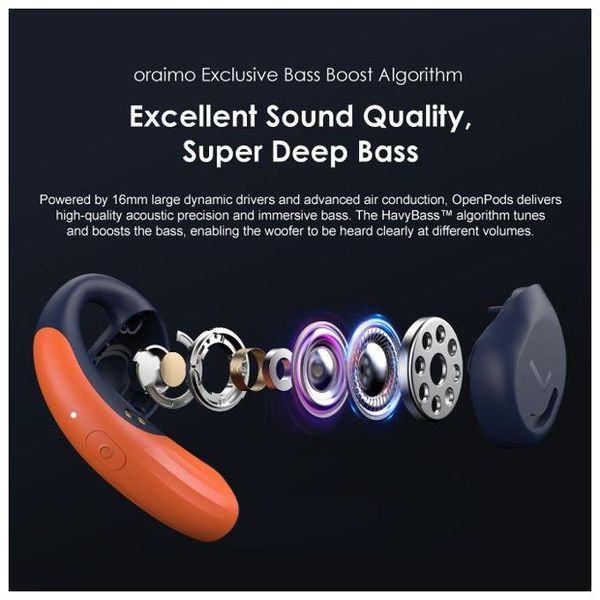 oraimo Exclusive Bass Boost Algorithm
Excellent Sound Quality,
Super Deep Bass
Powered by 16mm large dynamic drivers and advanced air conduction, OpenPods delivers
high-quality acoustic precision and immersive bass. The HavyBass™ algorithm tunes
and boosts the bass, enabling the woofer to be heard clearly at different volumes.